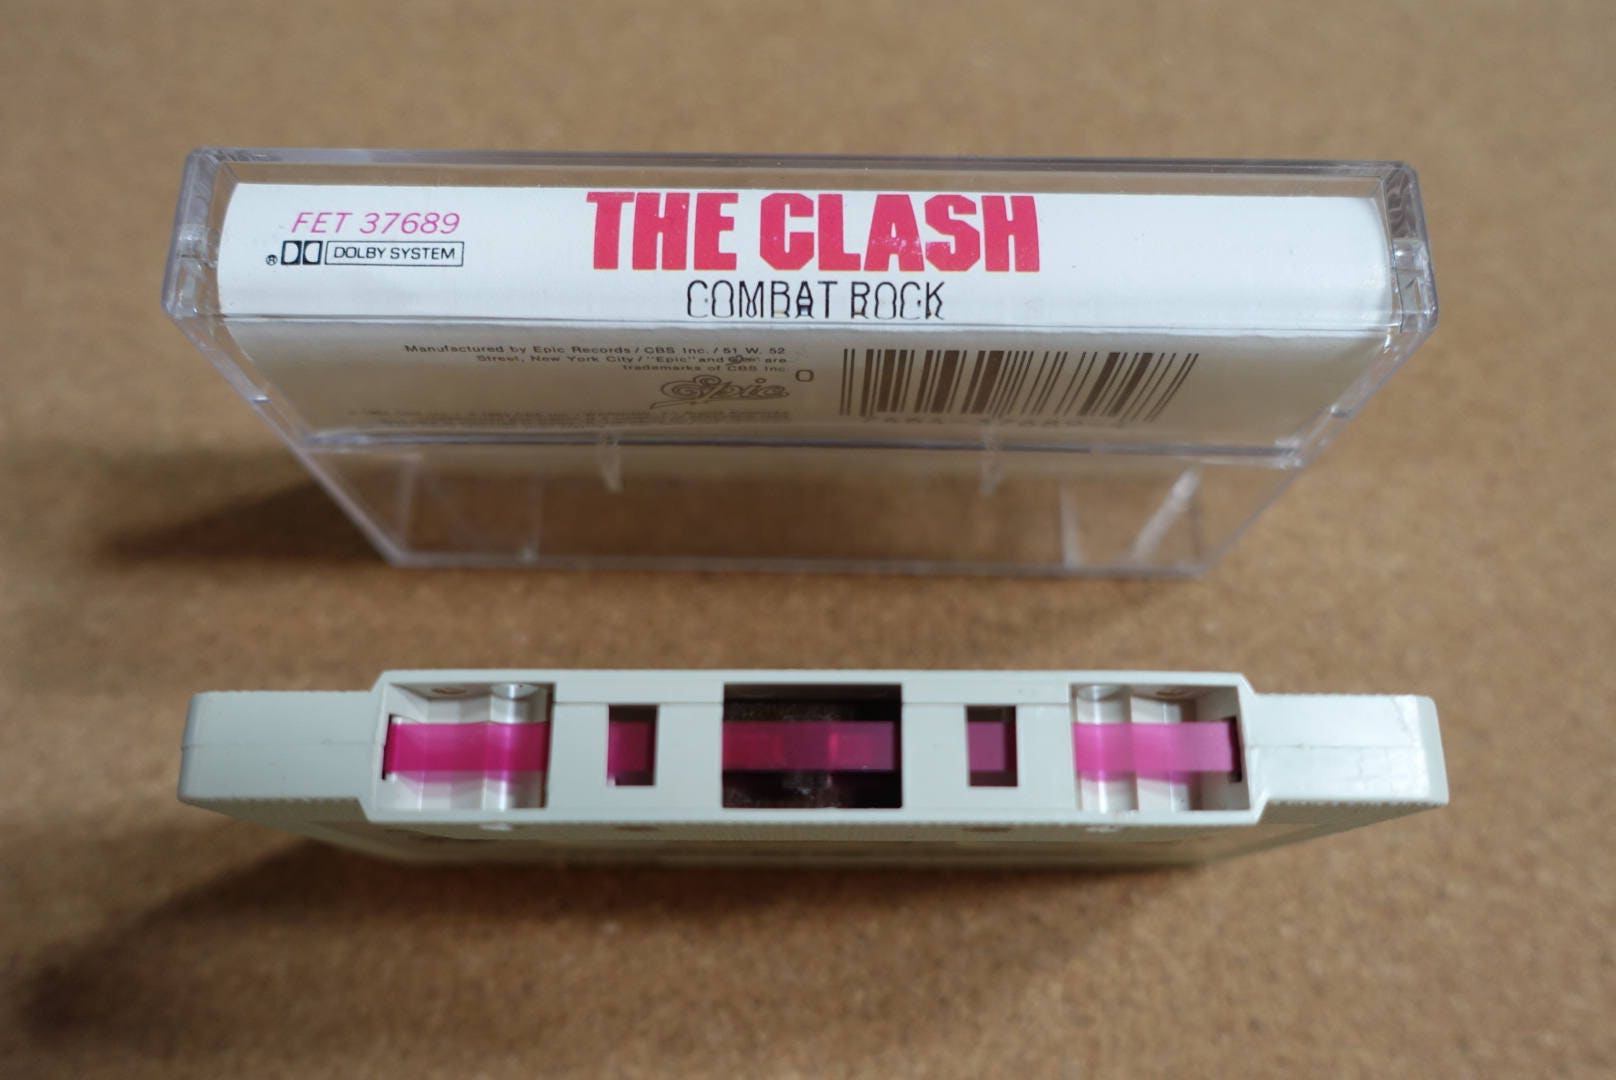 FET 37689
® DOLBY SYSTEM
THE CLASH
COMBAT ROCK
Manufactured by Epic Records / CBS Inc. / 51 W. 52
Street, New York City / "Epic" and Epic are
trademarks of CBS Inc.
Epic
0